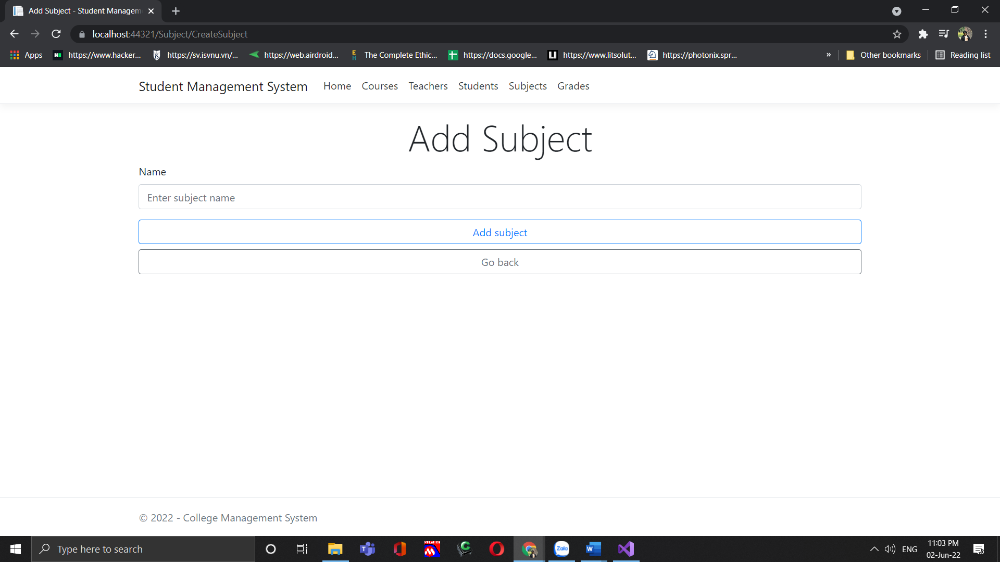 Add Subject - Student Managem
localhost:44321/Subject/CreateSubject
Apps https://www.hacker... https://sv.isvnu.vn/... https://web.airdroid... The Complete Ethic... https://docs.google... https://www.litsolut... https://photonix.spr... » Other bookmarks Reading list
Student Management System Home Courses Teachers Students Subjects Grades
Add Subject
Name
Enter subject name
Add subject
Go back
© 2022 - College Management System
Type here to search
Zalo
ENG
11:03 PM
02-Jun-22